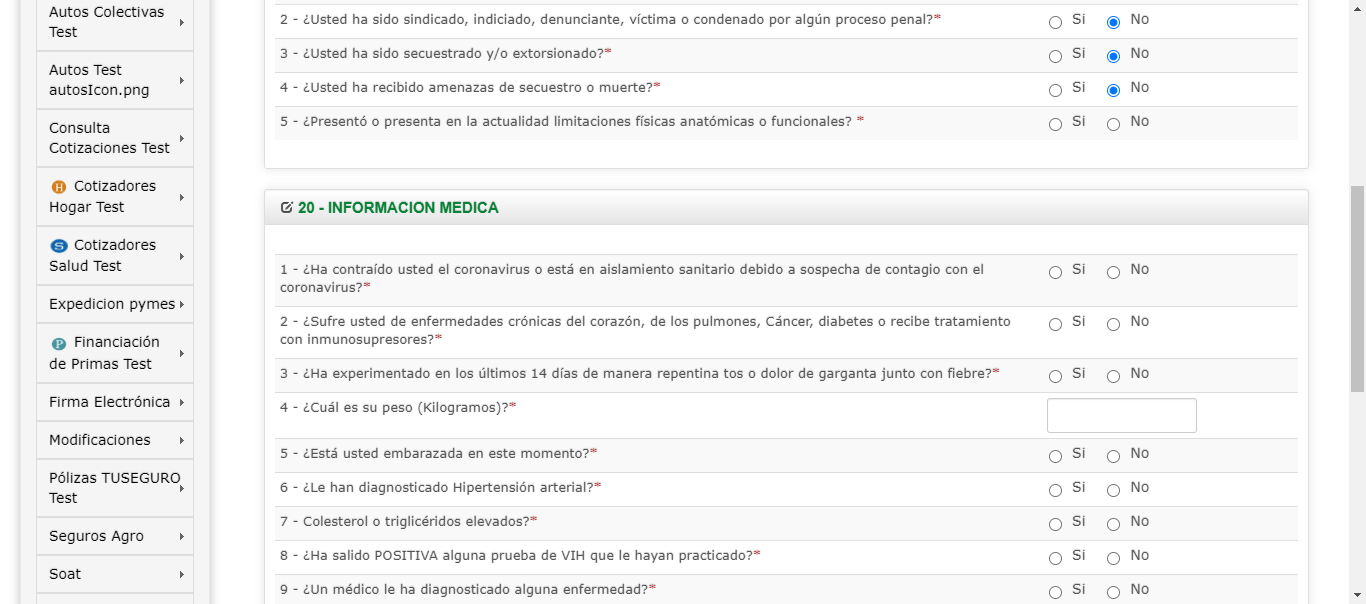 Autos Colectivas
Test
Autos Test
autosIcon.png
Consulta
Cotizaciones Test
H Cotizadores
Hogar Test
S Cotizadores
Salud Test
Expedicion pymes
P Financiación
de Primas Test
Firma Electrónica
Modificaciones
Pólizas TUSEGURO
Test
Seguros Agro
Soat
2 - ¿Usted ha sido sindicado, indiciado, denunciante, víctima o condenado por algún proceso penal?* Si No
3 - ¿Usted ha sido secuestrado y/o extorsionado?* Si No
4 - ¿Usted ha recibido amenazas de secuestro o muerte?* Si No
5 - ¿Presentó o presenta en la actualidad limitaciones físicas anatómicas o funcionales? * Si No
20 - INFORMACION MEDICA
1 - ¿Ha contraído usted el coronavirus o está en aislamiento sanitario debido a sospecha de contagio con el Si No
coronavirus?*
2 - ¿Sufre usted de enfermedades crónicas del corazón, de los pulmones, Cáncer, diabetes o recibe tratamiento Si No
con inmunosupresores?*
3 - ¿Ha experimentado en los últimos 14 días de manera repentina tos o dolor de garganta junto con fiebre?* Si No
4 - ¿Cuál es su peso (Kilogramos)?*
5 - ¿Está usted embarazada en este momento?* Si No
6 - ¿Le han diagnosticado Hipertensión arterial?* Si No
7 - Colesterol o triglicéridos elevados?* Si No
8 - ¿Ha salido POSITIVA alguna prueba de VIH que le hayan practicado?* Si No
9 - ¿Un médico le ha diagnosticado alguna enfermedad?* Si No